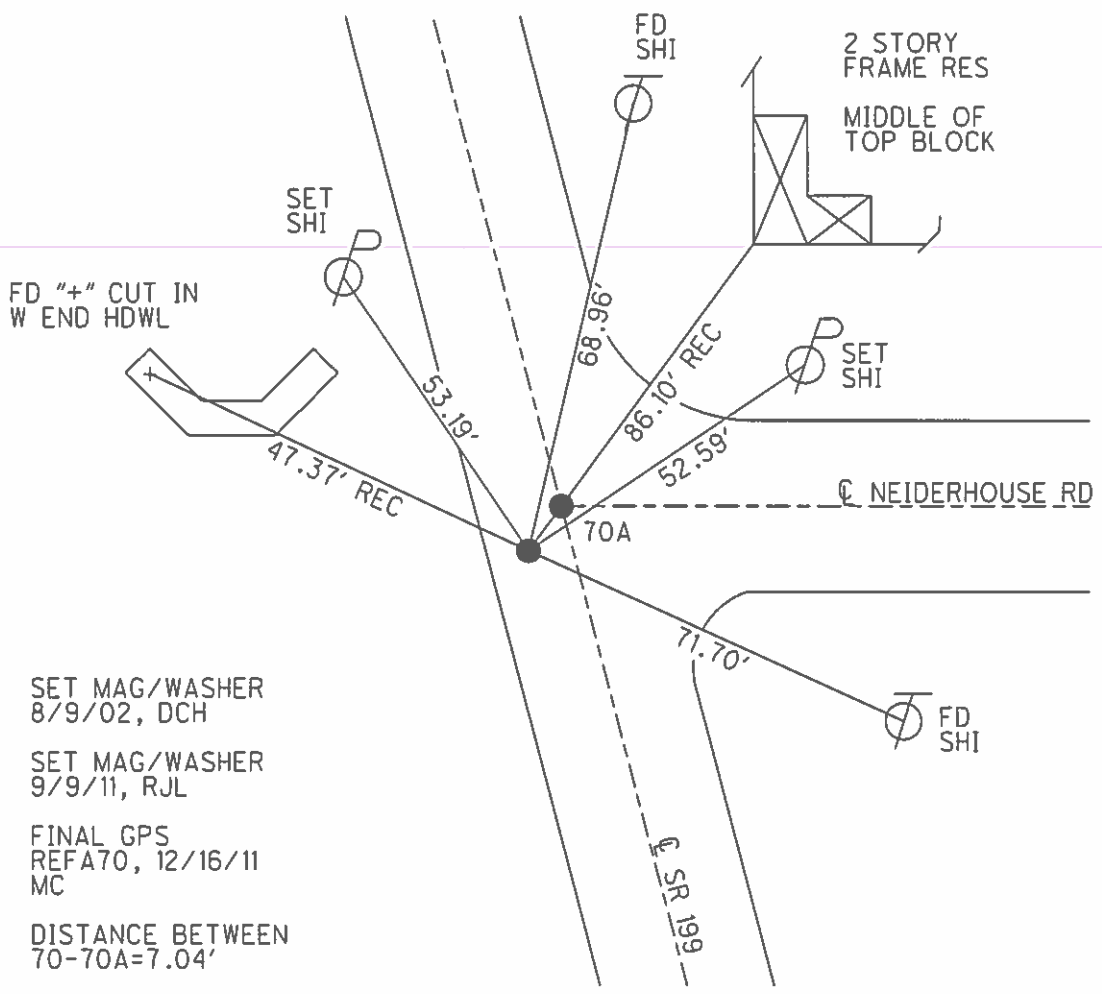 FD
SHI
2 STORY
FRAME RES
MIDDLE OF
TOP BLOCK
SET
SHI
FD "+" CUT IN
W END HDWL
68.96'
86.10' REC
SET
SHI
53.19'
52.59'
47.37' REC
℄ NEIDERHOUSE RD
70A
71.70'
FD
SHI
SET MAG/WASHER
8/9/02, DCH
SET MAG/WASHER
9/9/11, RJL
FINAL GPS
REFA70, 12/16/11
MC
DISTANCE BETWEEN
70-70A=7.04'
℄ SR 199